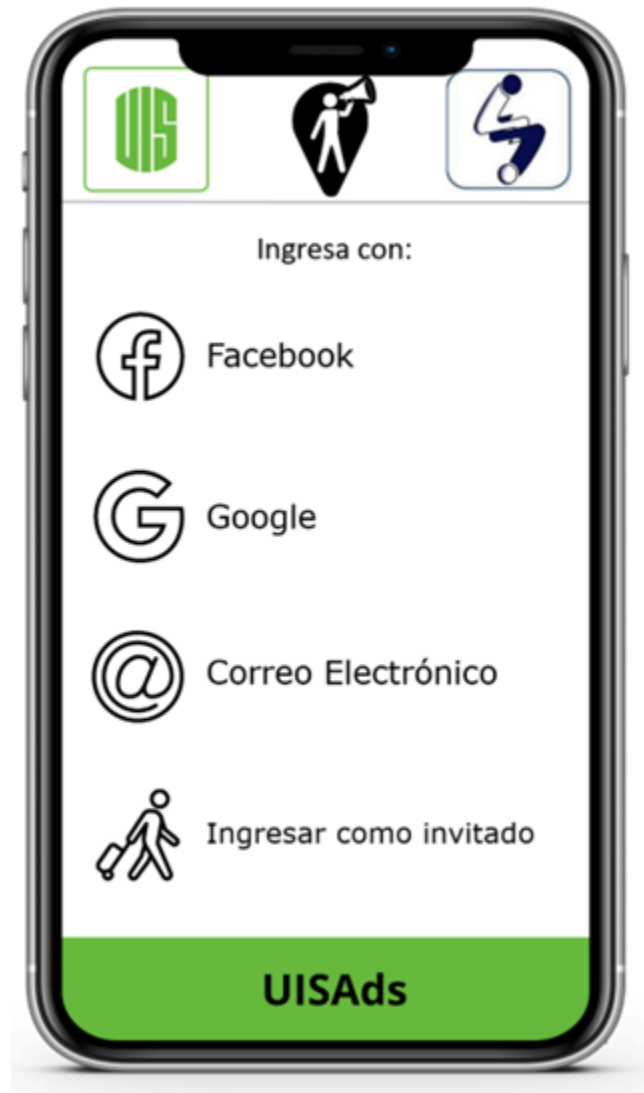 UIS
Ingresa con:
Facebook
Google
Correo Electrónico
Ingresar como invitado
UISAds